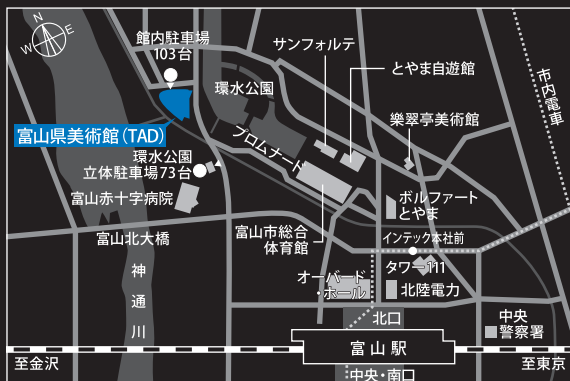 N
W
E
館内駐車場
103台
サンフォルテ
とやま自遊館
市内電車
環水公園
樂翠亭美術館
富山県美術館(TAD)
プロムナード
環水公園
立体駐車場73台
富山赤十字病院
ボルファート
とやま
富山市総合
体育館
富山北大橋
インテック本社前
タワー111
神通川
オーバード
・ホール
北陸電力
北口
中央
警察署
富山駅
至金沢
至東京
中央・南口